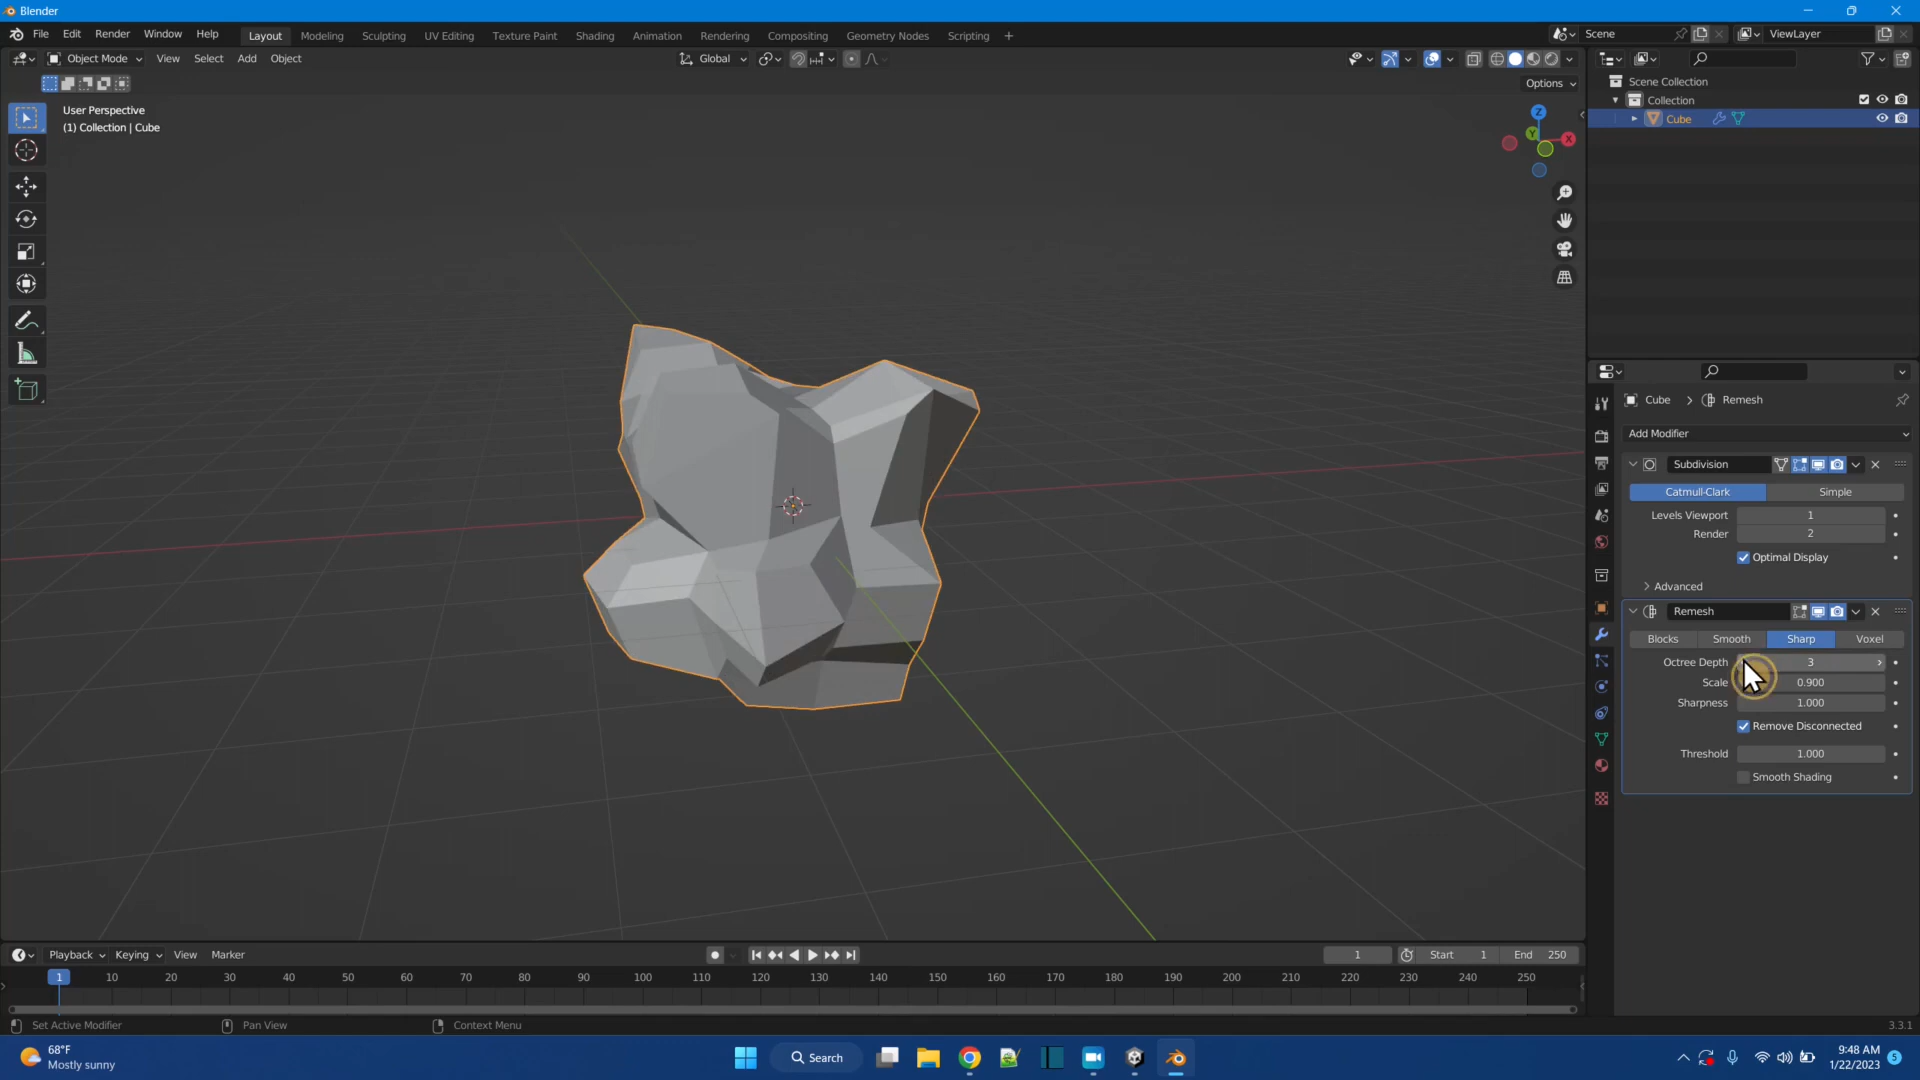 Blender
File Edit Render Window Help Layout Modeling Sculpting UV Editing Texture Paint Shading Animation Rendering Compositing Geometry Nodes Scripting + Scene ViewLayer
Object Mode View Select Add Object Global
Options
User Perspective
(1) Collection | Cube
Z
Y
X
Scene Collection
Collection
Cube
Cube > Remesh
Add Modifier
Subdivision
Catmull-Clark Simple
Levels Viewport 1
Render 2
Optimal Display
Advanced
Remesh
Blocks Smooth Sharp Voxel
Octree Depth 3
Scale 0.900
Sharpness 1.000
Remove Disconnected
Threshold 1.000
Smooth Shading
Playback Keying View Marker 1 Start 1 End 250
1 10 20 30 40 50 60 70 80 90 100 110 120 130 140 150 160 170 180 190 200 210 220 230 240 250
Set Active Modifier Pan View Context Menu 3.3.1
68°F
Mostly sunny
Search
9:48 AM
1/22/2023
5